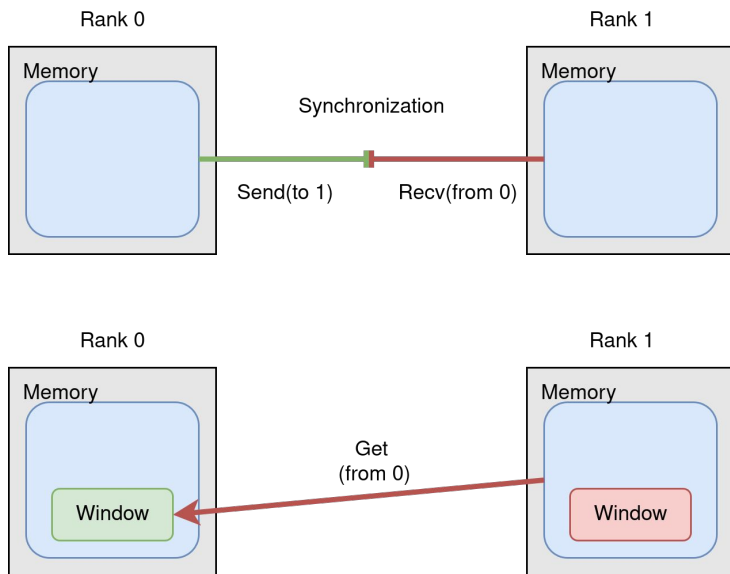 Rank 0
Rank 1
Memory
Memory
Synchronization
Send(to 1)
Recv(from 0)
Rank 0
Rank 1
Memory
Memory
Get
(from 0)
Window
Window